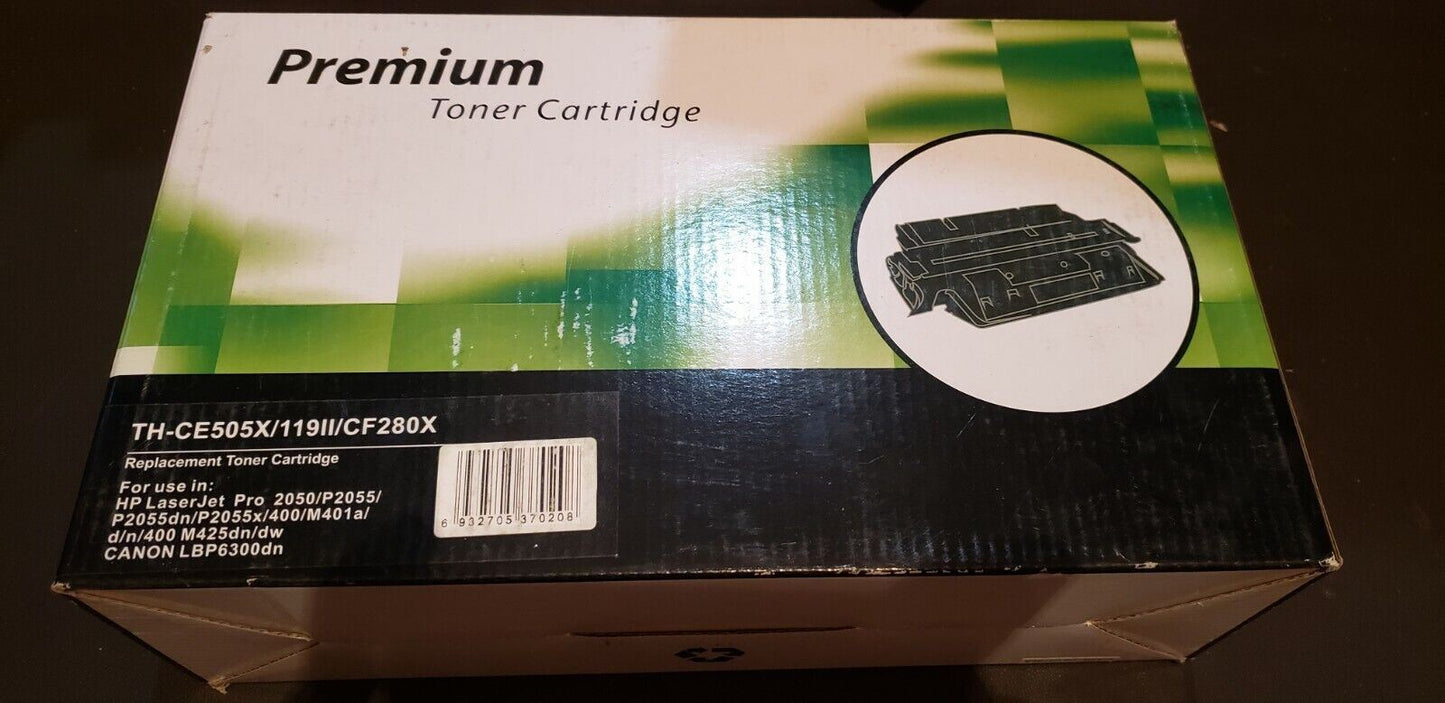 Premium
Toner Cartridge
TH-CE505X/119II/CF280X
Replacement Toner Cartridge
For use in:
HP LaserJet Pro 2050/P2055/
P2055dn/P2055x/400/M401a/
d/n/400 M425dn/dw
CANON LBP6300dn
6 932705 370208